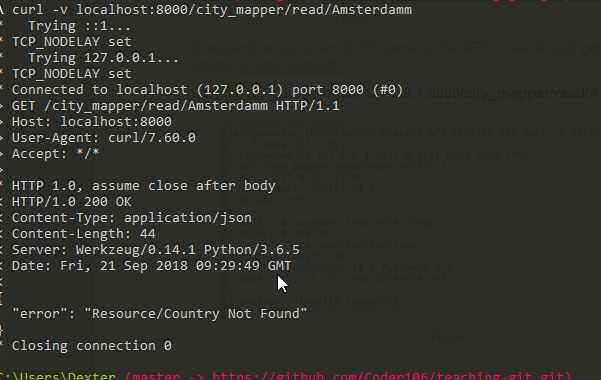 λ curl -v localhost:8000/city_mapper/read/Amsterdamm
*   Trying ::1...
* TCP_NODELAY set
*   Trying 127.0.0.1...
* TCP_NODELAY set
* Connected to localhost (127.0.0.1) port 8000 (#0)
> GET /city_mapper/read/Amsterdamm HTTP/1.1
> Host: localhost:8000
> User-Agent: curl/7.60.0
> Accept: */*
>
* HTTP 1.0, assume close after body
< HTTP/1.0 200 OK
< Content-Type: application/json
< Content-Length: 44
< Server: Werkzeug/0.14.1 Python/3.6.5
< Date: Fri, 21 Sep 2018 09:29:49 GMT
<
{
  "error": "Resource/Country Not Found"
}
* Closing connection 0
C:\Users\Dexter (master -> https://github.com/Coder106/teaching-git.git)